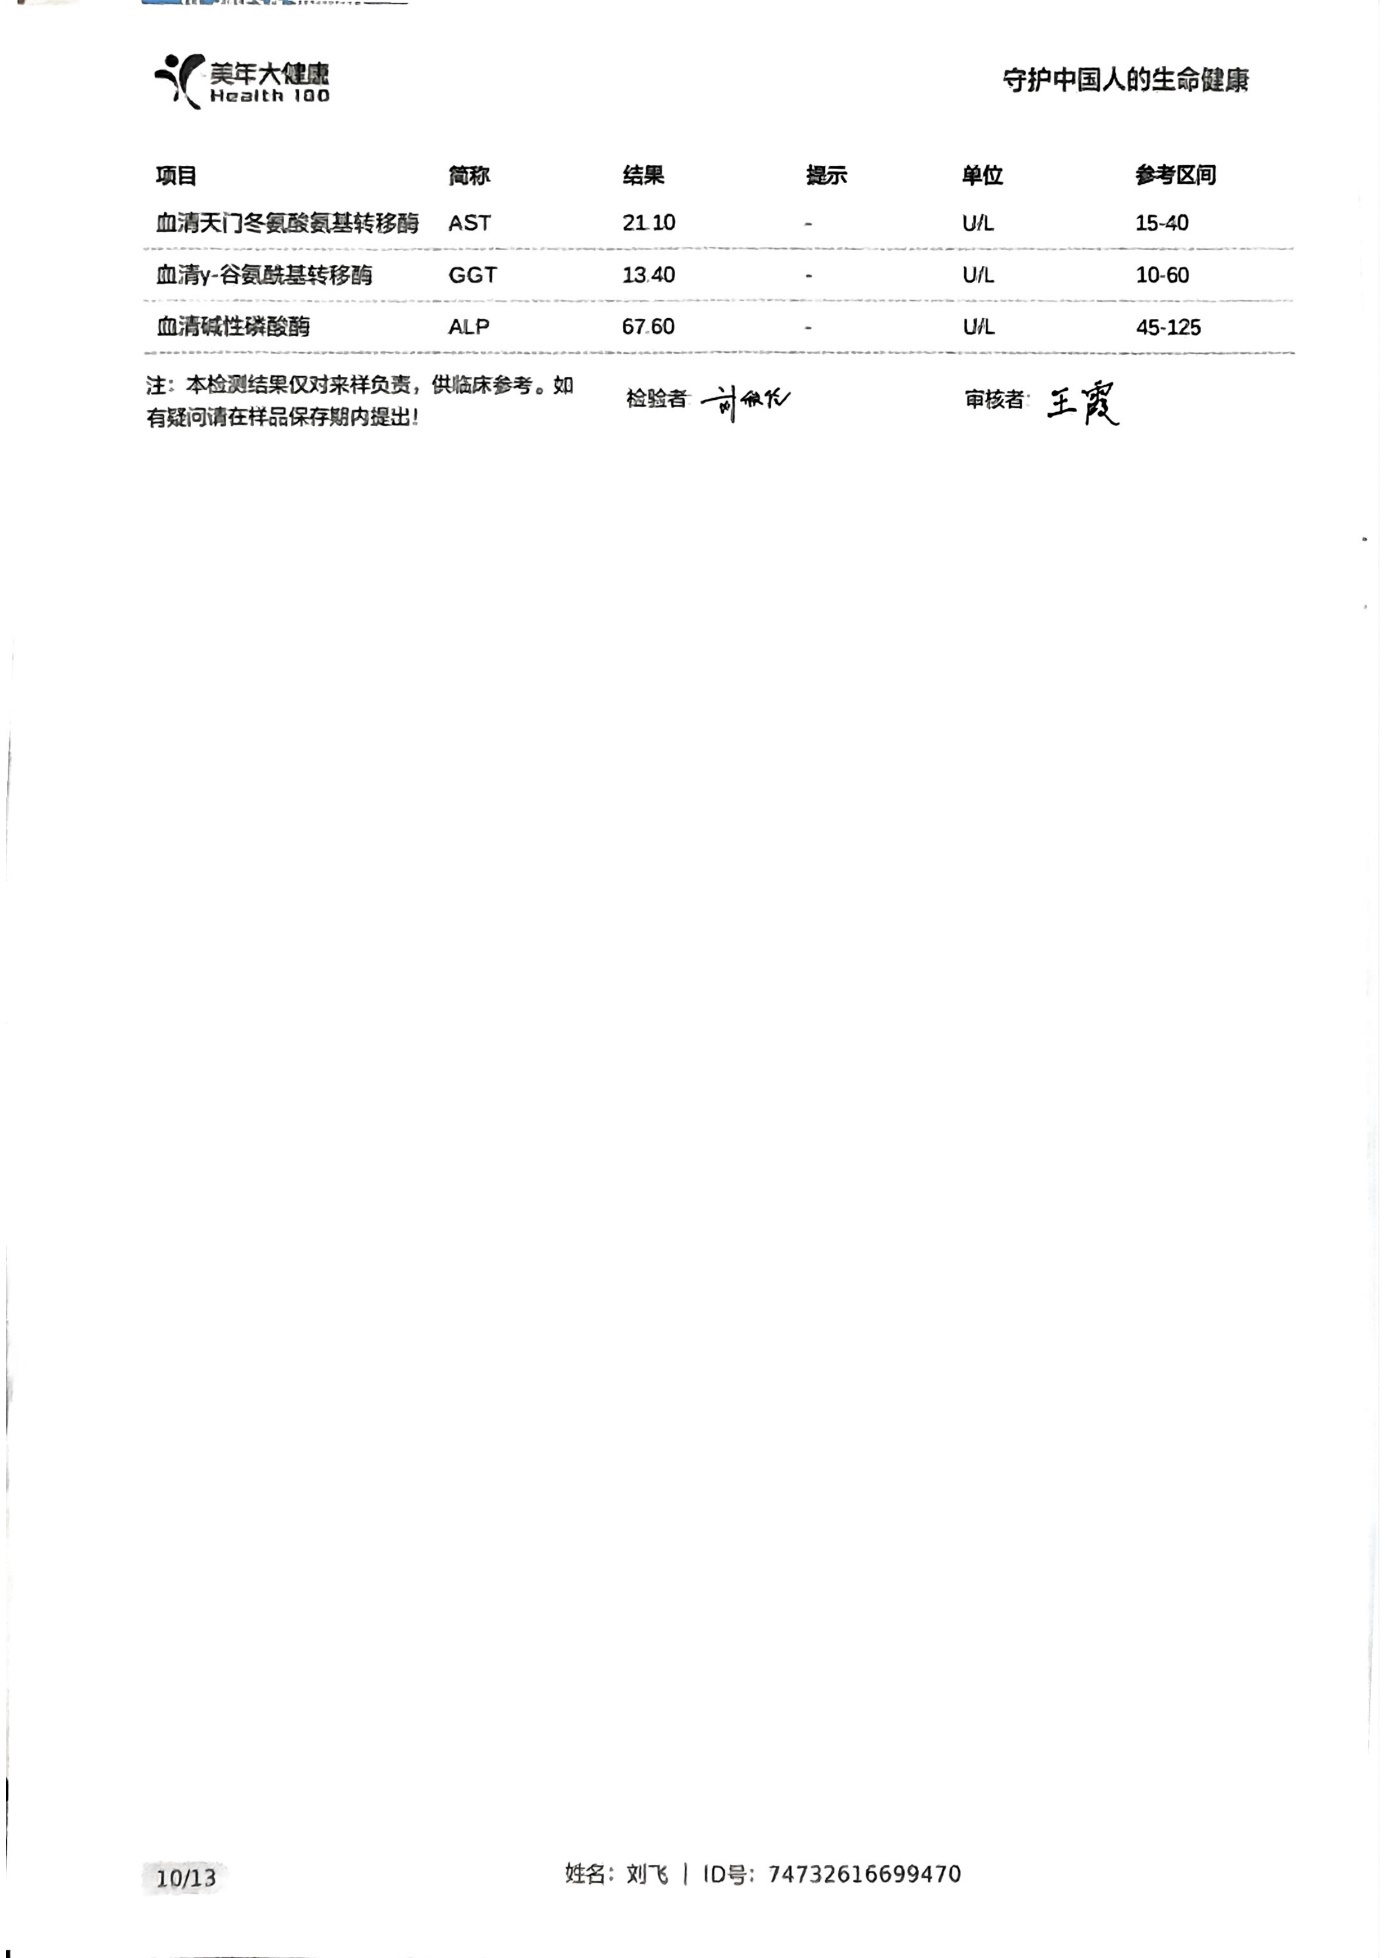 美年大健康
Health 100
守护中国人的生命健康
项目 简称 结果 提示 单位 参考区间
血清天门冬氨酸氨基转移酶 AST 21.10 - U/L 15-40
血清γ-谷氨酰基转移酶 GGT 13.40 - U/L 10-60
血清碱性磷酸酶 ALP 67.60 - U/L 45-125
注：本检测结果仅对来样负责，供临床参考。如
有疑问请在样品保存期内提出！
检验者: 审核者: 王霞
10/13
姓名：刘飞 | ID号：74732616699470